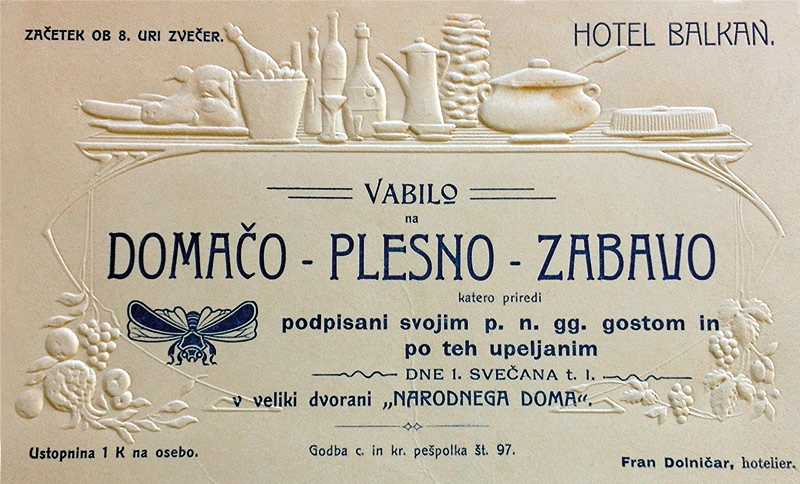 ZAČETEK OB 8. URI ZVEČER.
HOTEL BALKAN.
VABILO
na
DOMAČO - PLESNO - ZABAVO
katero priredi
podpisani svojim p. n. gg. gostom in
po teh upeljanim
DNE 1. SVEČANA t. l.
v veliki dvorani „NARODNEGA DOMA“.
Ustopnina 1 K na osebo.
Godba c. in kr. pešpolka št. 97.
Fran Dolničar, hotelier.